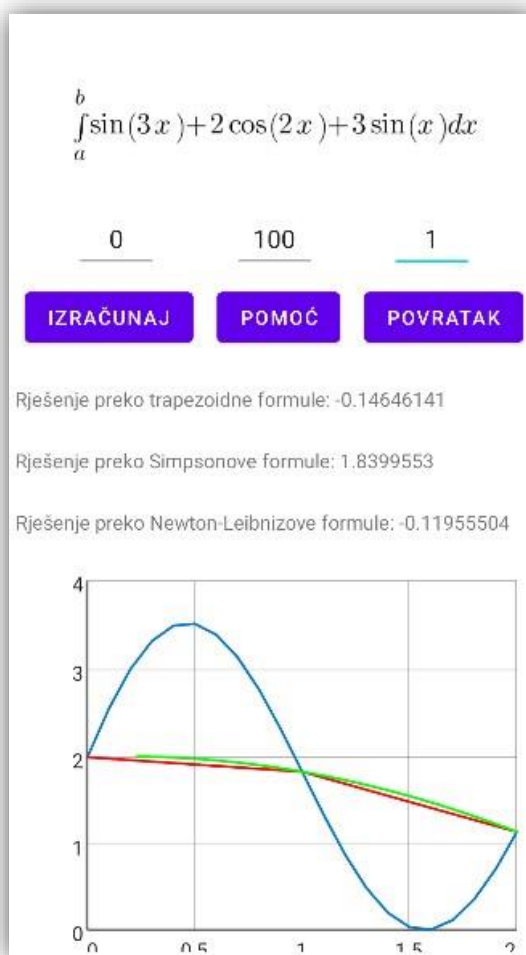 b
∫sin(3x)+2cos(2x)+3sin(x)dx
a
0 100 1
IZRAČUNAJ POMOĆ POVRATAK
Rješenje preko trapezoidne formule: -0.14646141
Rješenje preko Simpsonove formule: 1.8399553
Rješenje preko Newton-Leibnizove formule: -0.11955504
4
3
2
1
0
0 0.5 1 1.5 2